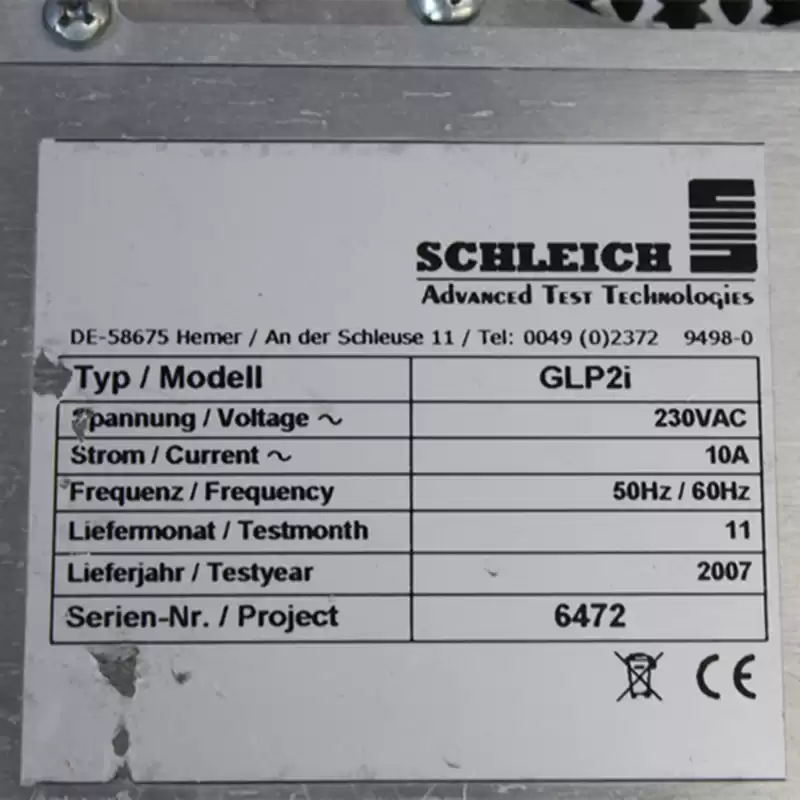 SCHLEICH
Advanced Test Technologies
DE-58675 Hemer / An der Schleuse 11 / Tel: 0049 (0)2372 9498-0
Typ / Modell GLP2i
Spannung / Voltage ~ 230VAC
Strom / Current ~ 10A
Frequenz / Frequency 50Hz / 60Hz
Liefermonat / Testmonth 11
Lieferjahr / Testyear 2007
Serien-Nr. / Project 6472
CE